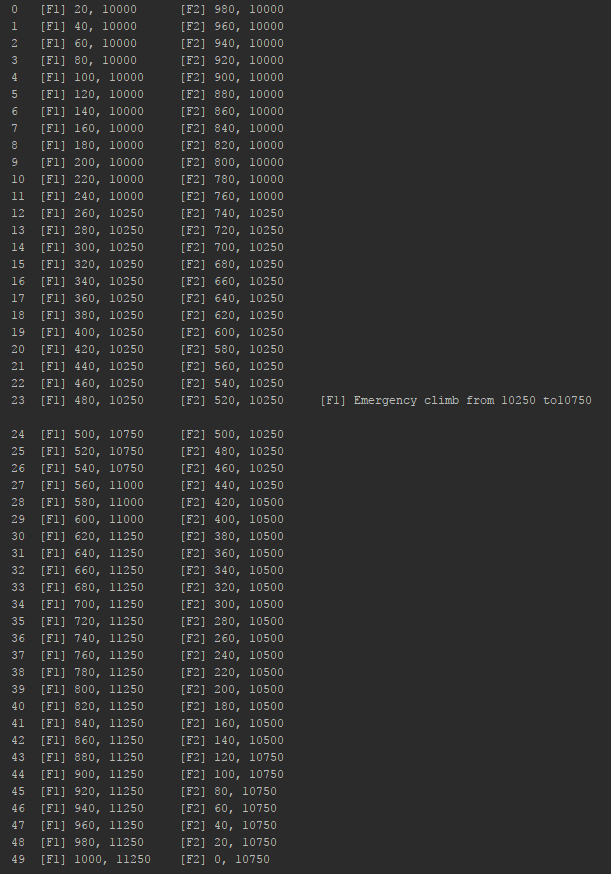 0 [F1] 20, 10000 [F2] 980, 10000
1 [F1] 40, 10000 [F2] 960, 10000
2 [F1] 60, 10000 [F2] 940, 10000
3 [F1] 80, 10000 [F2] 920, 10000
4 [F1] 100, 10000 [F2] 900, 10000
5 [F1] 120, 10000 [F2] 880, 10000
6 [F1] 140, 10000 [F2] 860, 10000
7 [F1] 160, 10000 [F2] 840, 10000
8 [F1] 180, 10000 [F2] 820, 10000
9 [F1] 200, 10000 [F2] 800, 10000
10 [F1] 220, 10000 [F2] 780, 10000
11 [F1] 240, 10000 [F2] 760, 10000
12 [F1] 260, 10250 [F2] 740, 10250
13 [F1] 280, 10250 [F2] 720, 10250
14 [F1] 300, 10250 [F2] 700, 10250
15 [F1] 320, 10250 [F2] 680, 10250
16 [F1] 340, 10250 [F2] 660, 10250
17 [F1] 360, 10250 [F2] 640, 10250
18 [F1] 380, 10250 [F2] 620, 10250
19 [F1] 400, 10250 [F2] 600, 10250
20 [F1] 420, 10250 [F2] 580, 10250
21 [F1] 440, 10250 [F2] 560, 10250
22 [F1] 460, 10250 [F2] 540, 10250
23 [F1] 480, 10250 [F2] 520, 10250 [F1] Emergency climb from 10250 to10750
24 [F1] 500, 10750 [F2] 500, 10250
25 [F1] 520, 10750 [F2] 480, 10250
26 [F1] 540, 10750 [F2] 460, 10250
27 [F1] 560, 11000 [F2] 440, 10250
28 [F1] 580, 11000 [F2] 420, 10500
29 [F1] 600, 11000 [F2] 400, 10500
30 [F1] 620, 11250 [F2] 380, 10500
31 [F1] 640, 11250 [F2] 360, 10500
32 [F1] 660, 11250 [F2] 340, 10500
33 [F1] 680, 11250 [F2] 320, 10500
34 [F1] 700, 11250 [F2] 300, 10500
35 [F1] 720, 11250 [F2] 280, 10500
36 [F1] 740, 11250 [F2] 260, 10500
37 [F1] 760, 11250 [F2] 240, 10500
38 [F1] 780, 11250 [F2] 220, 10500
39 [F1] 800, 11250 [F2] 200, 10500
40 [F1] 820, 11250 [F2] 180, 10500
41 [F1] 840, 11250 [F2] 160, 10500
42 [F1] 860, 11250 [F2] 140, 10500
43 [F1] 880, 11250 [F2] 120, 10750
44 [F1] 900, 11250 [F2] 100, 10750
45 [F1] 920, 11250 [F2] 80, 10750
46 [F1] 940, 11250 [F2] 60, 10750
47 [F1] 960, 11250 [F2] 40, 10750
48 [F1] 980, 11250 [F2] 20, 10750
49 [F1] 1000, 11250 [F2] 0, 10750